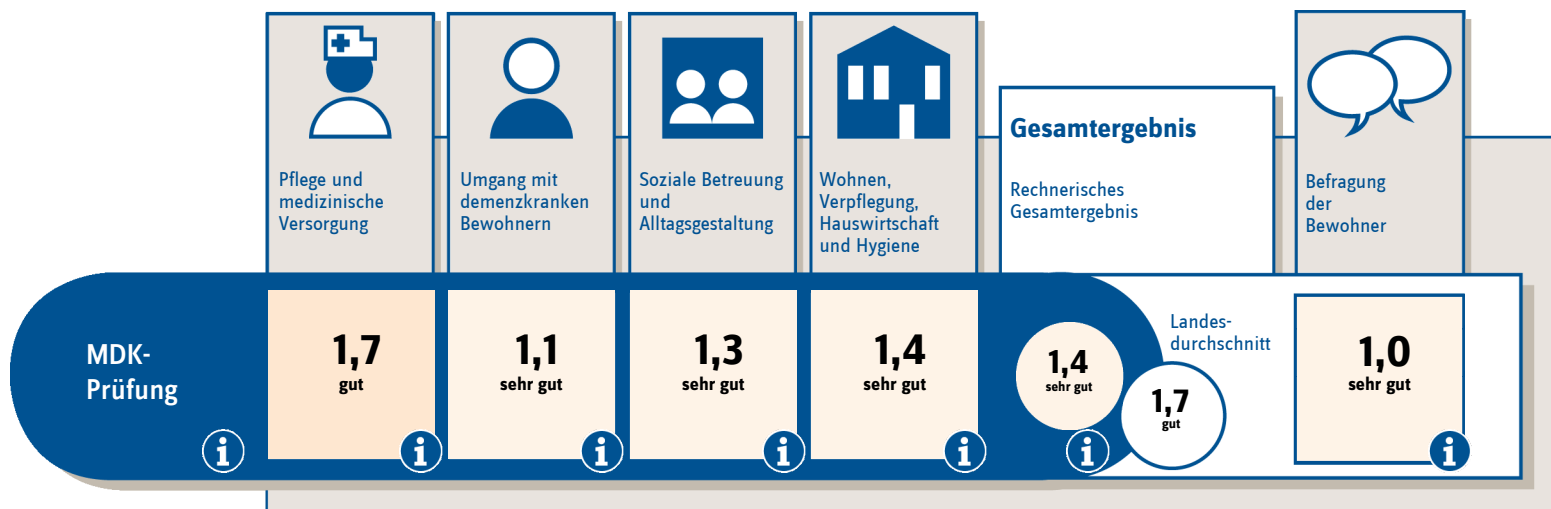 Pflege und
medizinische
Versorgung
Umgang mit
demenzkranken
Bewohnern
Soziale Betreuung
und
Alltagsgestaltung
Wohnen,
Verpflegung,
Hauswirtschaft
und Hygiene
Gesamtergebnis
Rechnerisches
Gesamtergebnis
Befragung
der
Bewohner
MDK-
Prüfung
i
1,7
gut
i
1,1
sehr gut
i
1,3
sehr gut
i
1,4
sehr gut
i
1,4
sehr gut
i
Landes-
durchschnitt
1,7
gut
1,0
sehr gut
i